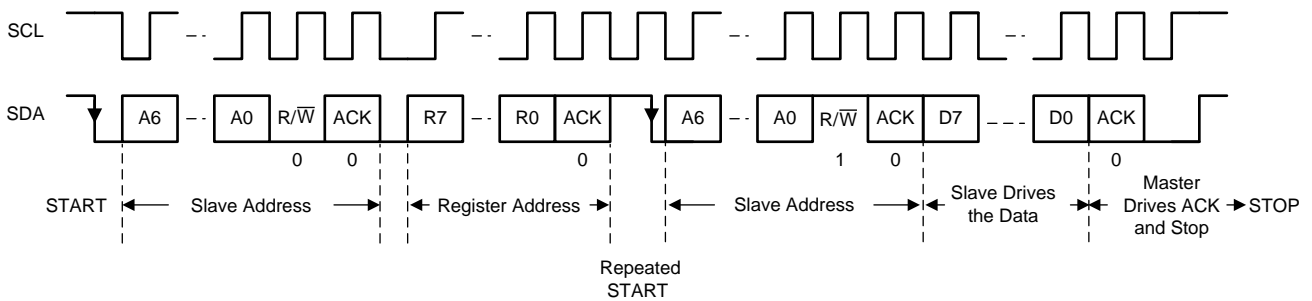 SCL
SDA
A6
A0
R/W̅
ACK
R7
R0
ACK
A6
A0
R/W̅
ACK
D7
D0
ACK
0
0
0
1
0
0
START
Slave Address
Register Address
Slave Address
Slave Drives
the Data
Master
Drives ACK
and Stop
STOP
Repeated
START